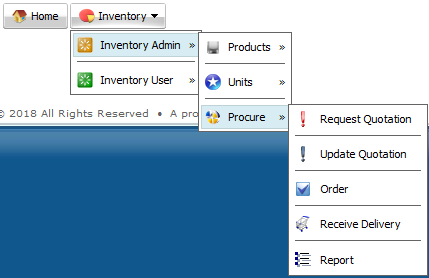 Home
Inventory
Inventory Admin »
Inventory User »
Products »
Units »
Procure »
© 2018 All Rights Reserved • A pro
Request Quotation
Update Quotation
Order
Receive Delivery
Report